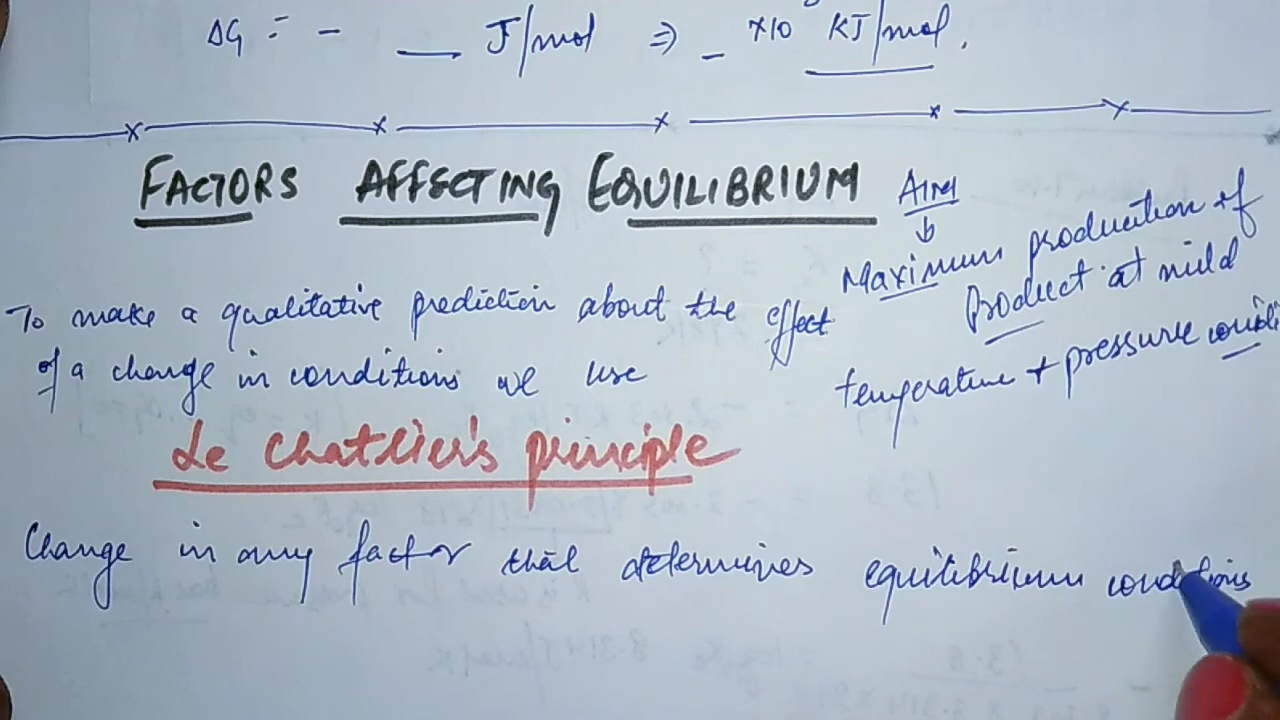 ΔG = - __ J/mol ⇒ _ ×10 KJ/mol.
FACTORS AFFECTING EQUILIBRIUM
AIM
↓
Maximum production of
product at mild
temperature + pressure
To make a qualitative prediction about the effect
of a change in conditions we use
Le Chatlier's principle
Change in any factor that determines equilibrium conditions